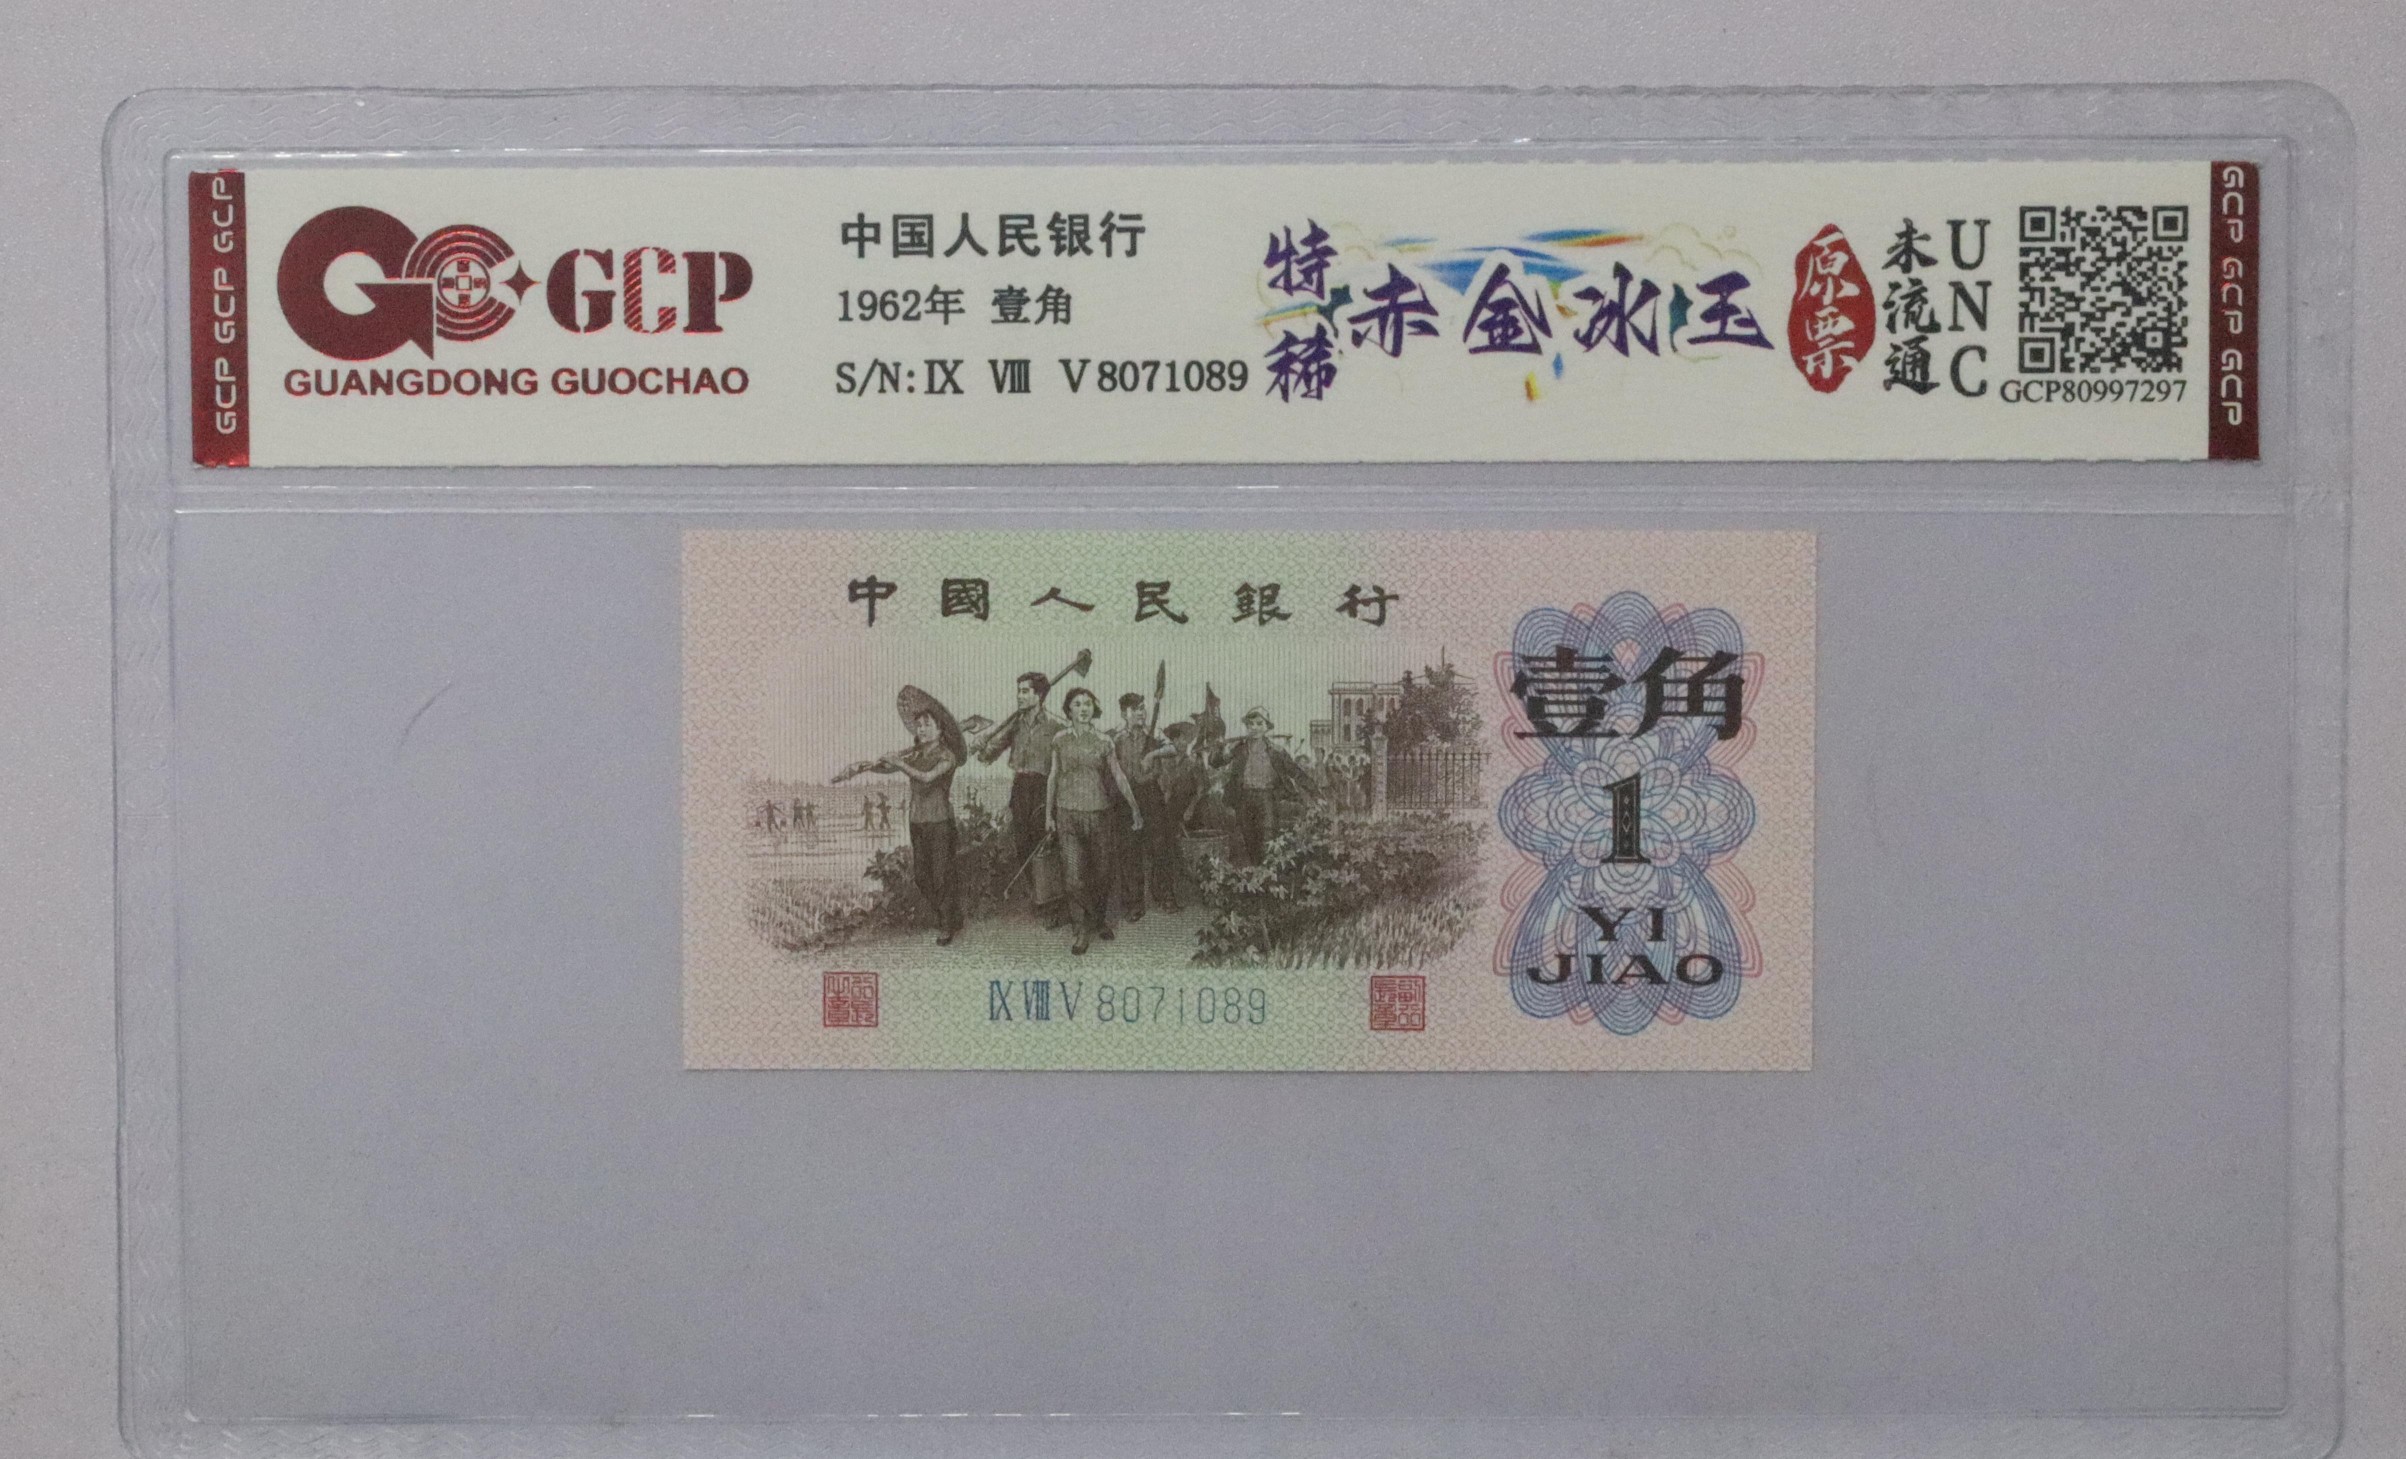 GCP GCP GCP
GCP
GUANGDONG GUOCHAO
中国人民银行
1962年 壹角
S/N: IX VIII V 8071089
特稀
赤金冰玉
原票
未流通
UNC
GCP80997297
GCP GCP GCP
中國人民銀行
壹角
1
YI
JIAO
IX VIII V 8071089